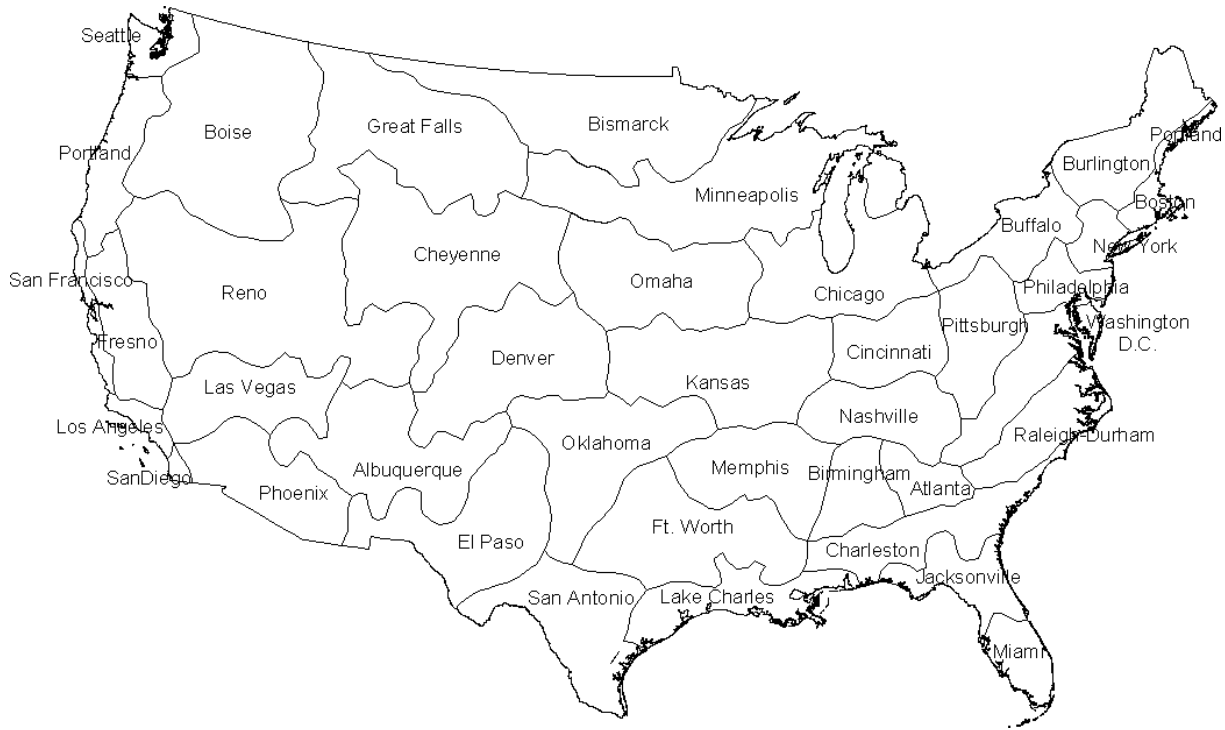 Seattle
Boise
Great Falls
Bismarck
Portland
Portland
Burlington
Minneapolis
Boston
Buffalo
New York
Cheyenne
San Francisco
Reno
Omaha
Chicago
Philadelphia
Pittsburgh
Washington
D.C.
Fresno
Cincinnati
Denver
Las Vegas
Kansas
Nashville
Los Angeles
Oklahoma
Raleigh-Durham
Albuquerque
Memphis
Birmingham
SanDiego
Phoenix
Atlanta
Ft. Worth
El Paso
Charleston
Jacksonville
San Antonio
Lake Charles
Miami